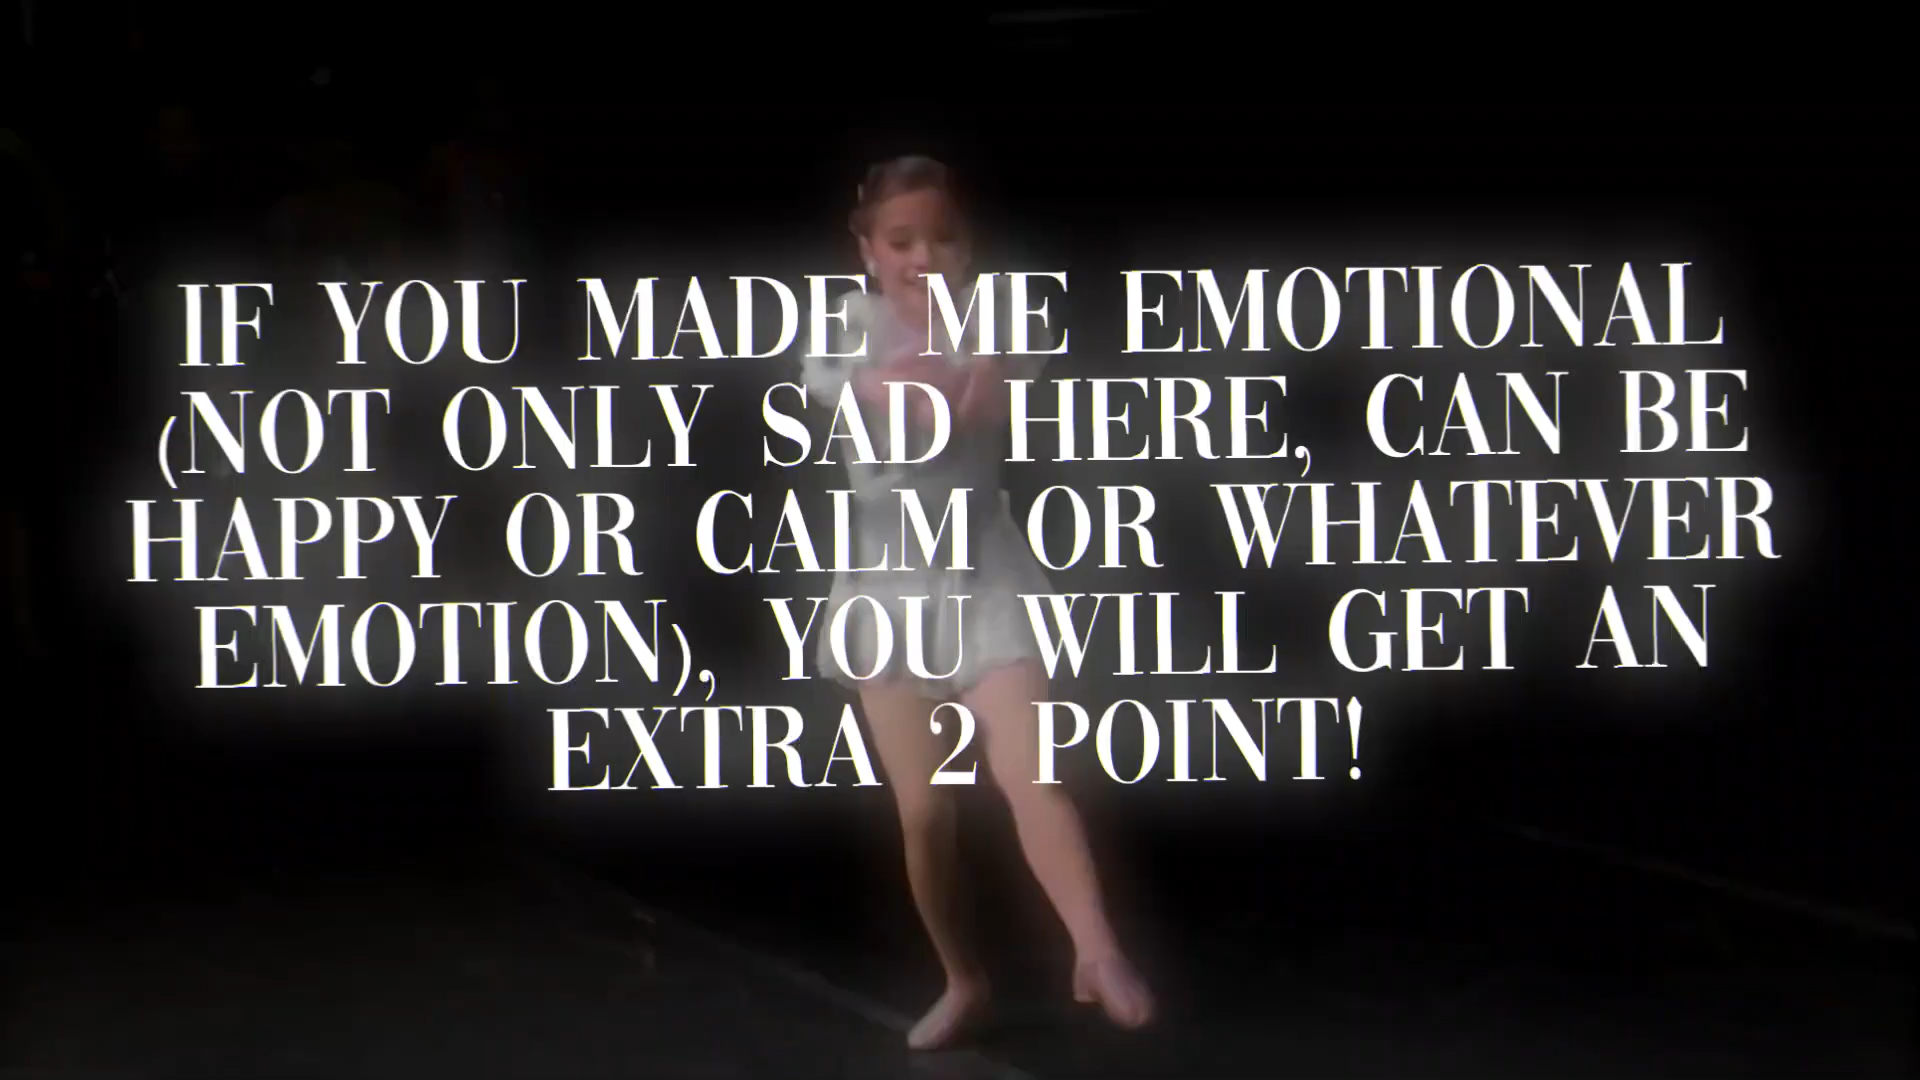 IF YOU MADE ME EMOTIONAL
(NOT ONLY SAD HERE, CAN BE
HAPPY OR CALM OR WHATEVER
EMOTION), YOU WILL GET AN
EXTRA 2 POINT!